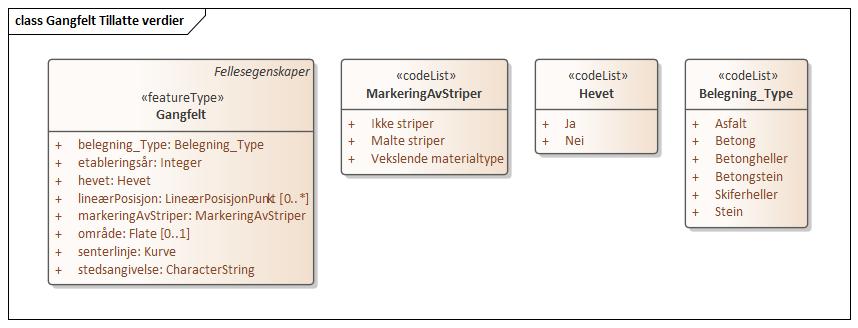 class Gangfelt Tillatte verdier
Fellesegenskaper
«featureType»
Gangfelt
+ belegning_Type: Belegning_Type
+ etableringsår: Integer
+ hevet: Hevet
+ lineærPosisjon: LineærPosisjonPunkt [0..*]
+ markeringAvStriper: MarkeringAvStriper
+ område: Flate [0..1]
+ senterlinje: Kurve
+ stedsangivelse: CharacterString
«codeList»
MarkeringAvStriper
+ Ikke striper
+ Malte striper
+ Vekslende materialtype
«codeList»
Hevet
+ Ja
+ Nei
«codeList»
Belegning_Type
+ Asfalt
+ Betong
+ Betongheller
+ Betongstein
+ Skiferheller
+ Stein